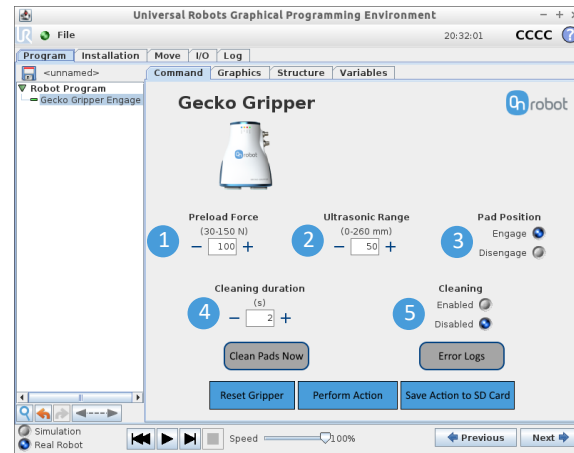 Universal Robots Graphical Programming Environment
File
20:32:01
CCCC
?
Program Installation Move I/O Log
<unnamed>
Command Graphics Structure Variables
Robot Program
Gecko Gripper Engage
Gecko Gripper
On robot
On robot
Preload Force
(30-150 N)
1
− 100 +
Ultrasonic Range
(0-260 mm)
2
− 50 +
Pad Position
3
Engage
Disengage
Cleaning duration
(s)
4
− 2 +
Cleaning
5
Enabled
Disabled
Clean Pads Now
Error Logs
Reset Gripper
Perform Action
Save Action to SD Card
Simulation
Real Robot
Speed
100%
Previous
Next